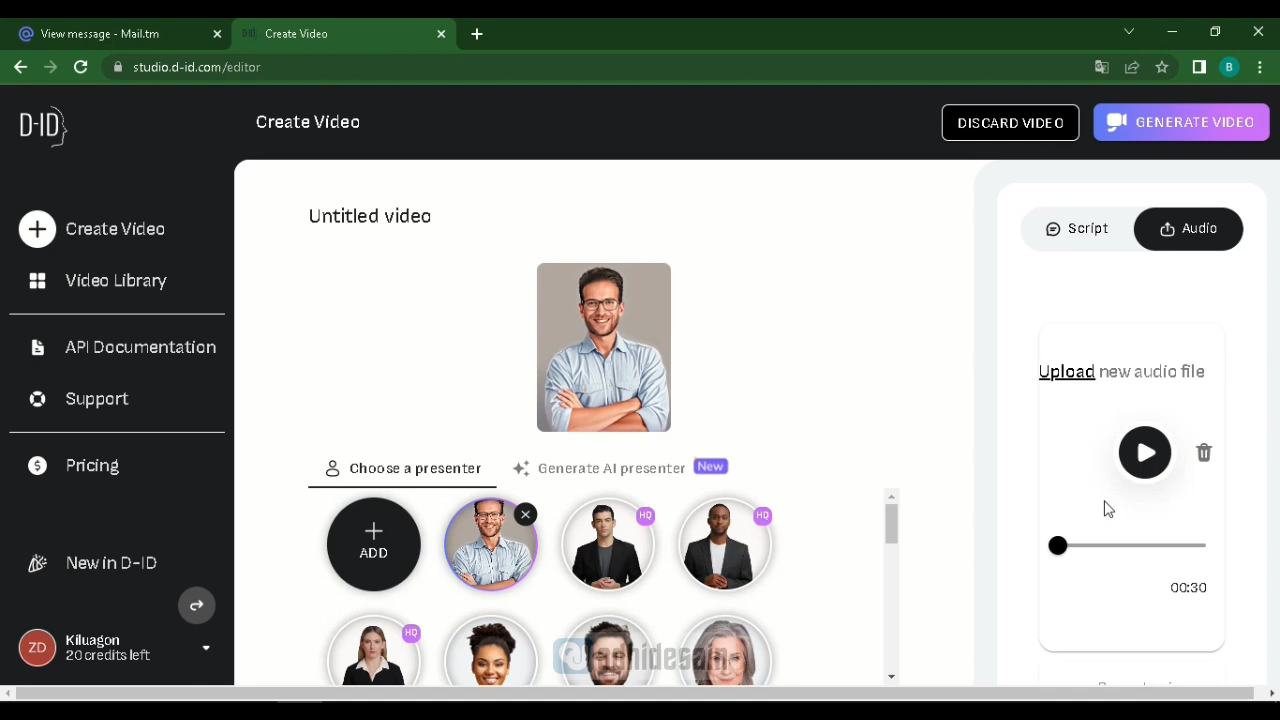 View message - Mail.tm
Create Video
studio.d-id.com/editor
B
D-ID
Create Video
DISCARD VIDEO
GENERATE VIDEO
Create Video
Video Library
API Documentation
Support
Pricing
New in D-ID
ZD
Kiluagon
20 credits left
Untitled video
Choose a presenter
Generate AI presenter
New
ADD
HQ
HQ
HQ
Script
Audio
Upload new audio file
00:30